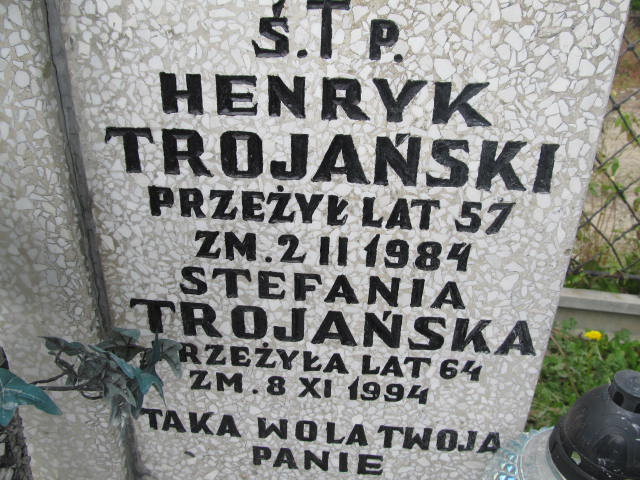 Ś.†P.
HENRYK
TROJAŃSKI
PRZEŻYŁ LAT 57
ZM. 2 II 1984
STEFANIA
TROJAŃSKA
PRZEŻYŁA LAT 64
ZM. 8 XI 1994
TAKA WOLA TWOJA
PANIE